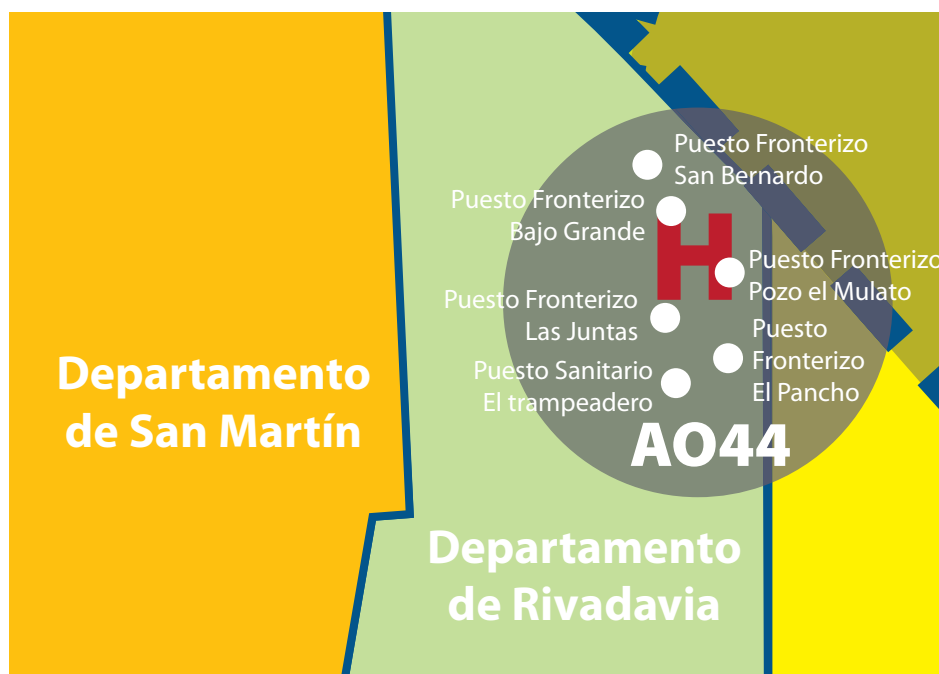 Puesto Fronterizo
San Bernardo
Puesto Fronterizo
Bajo Grande
H
Puesto Fronterizo
Pozo el Mulato
Puesto Fronterizo
Las Juntas
Puesto
Fronterizo
El Pancho
Puesto Sanitario
El trampeadero
AO44
Departamento
de San Martín
Departamento
de Rivadavia